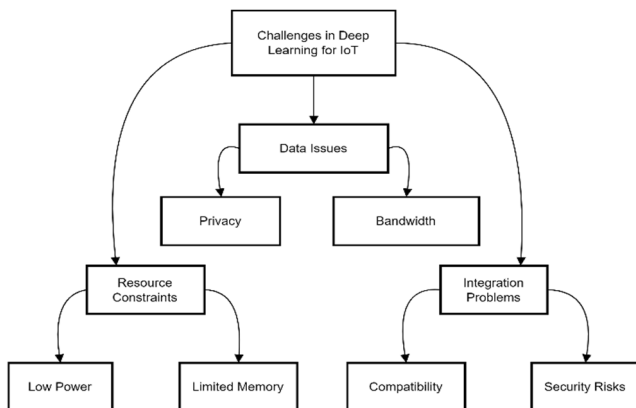 Challenges in Deep
Learning for IoT
Data Issues
Privacy
Bandwidth
Resource
Constraints
Integration
Problems
Low Power
Limited Memory
Compatibility
Security Risks